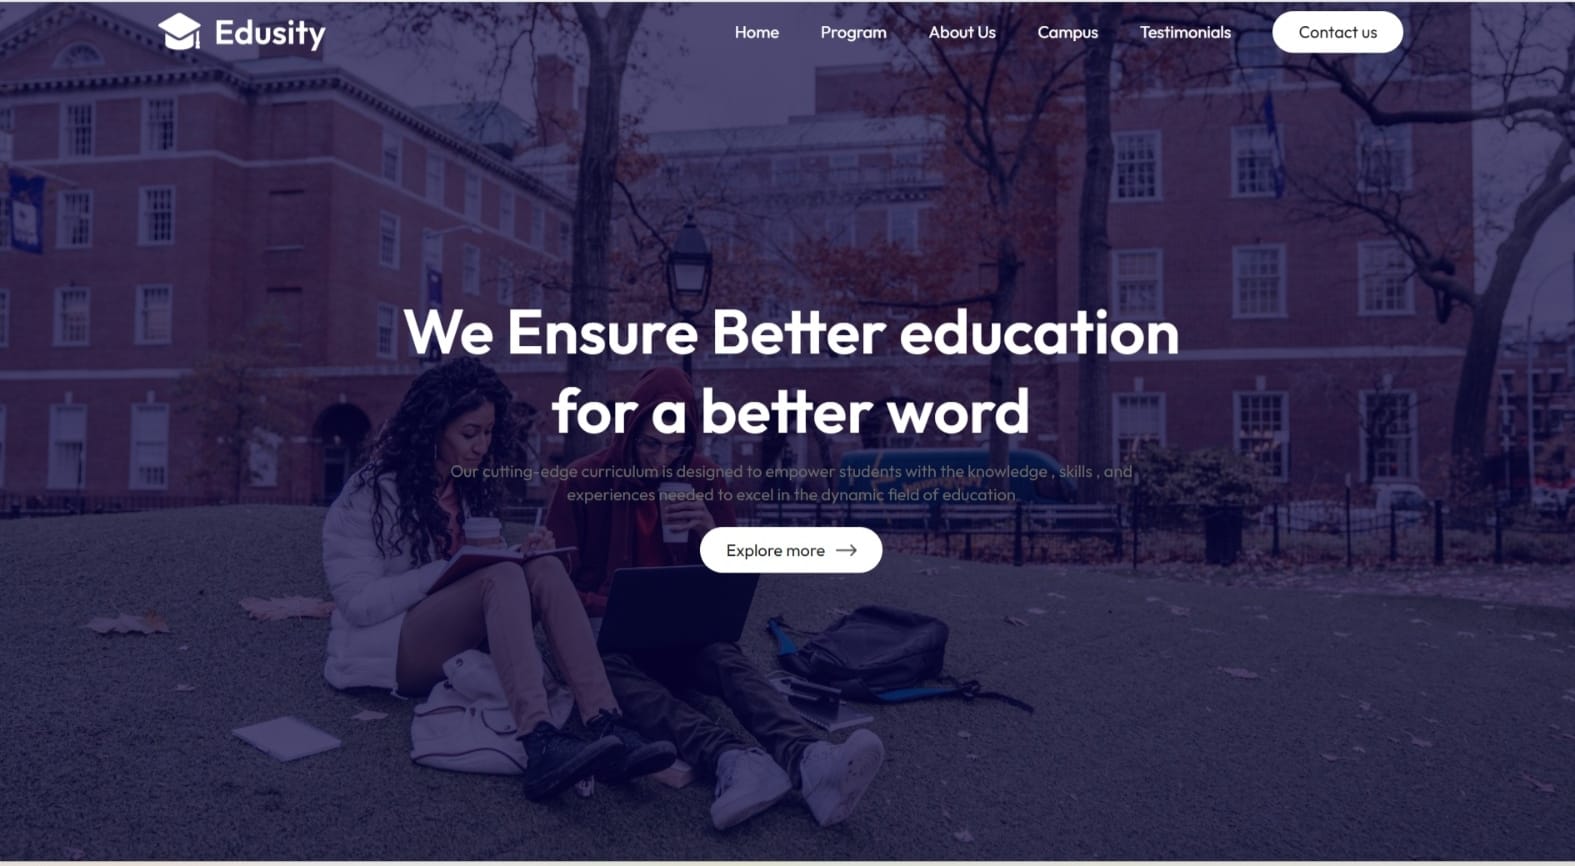 Edusity
Home Program About Us Campus Testimonials Contact us
We Ensure Better education
for a better word
Our cutting-edge curriculum is designed to empower students with the knowledge , skills , and
experiences needed to excel in the dynamic field of education
Explore more